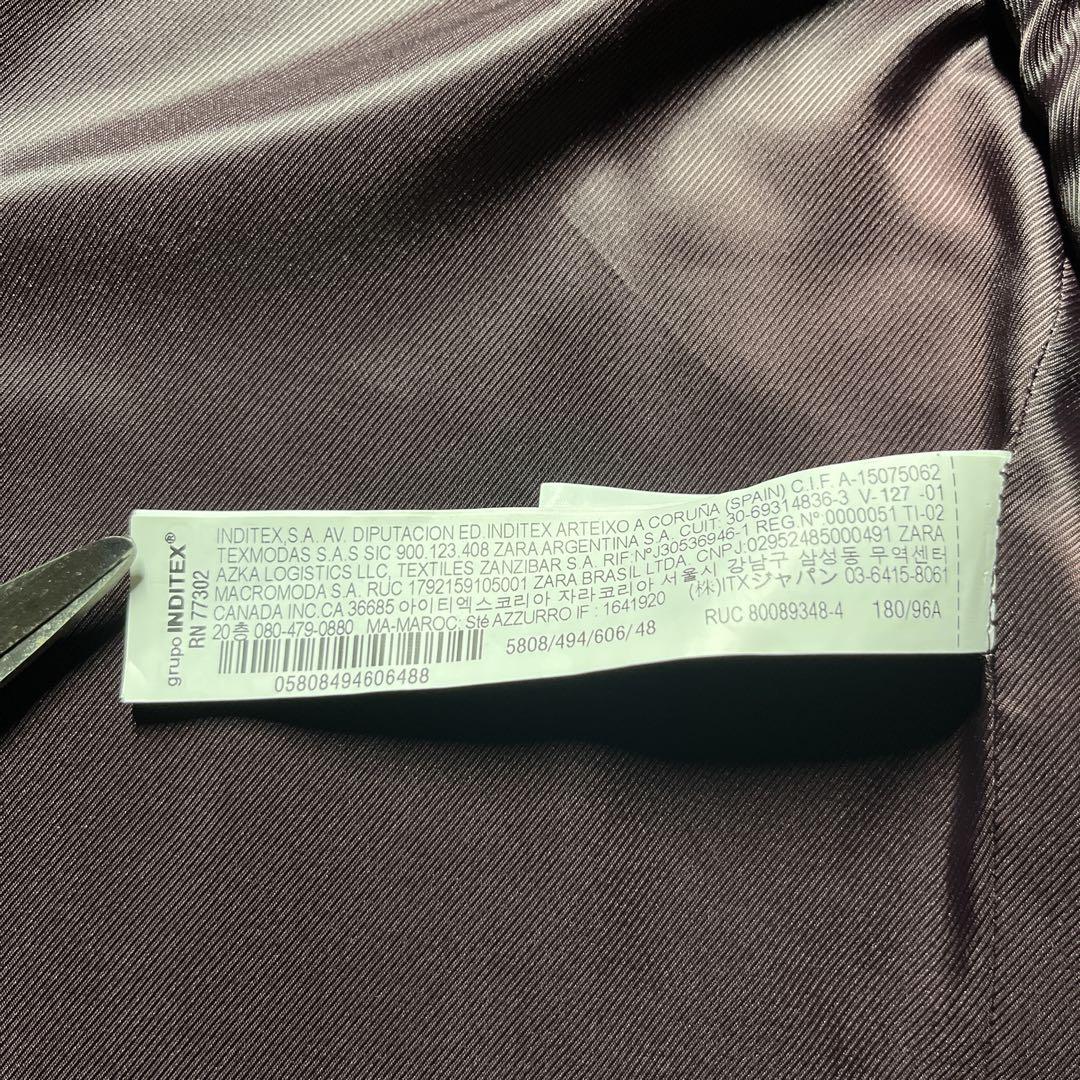 grupo INDITEX®
RN 77302
INDITEX,S.A. AV. DIPUTACION ED. INDITEX ARTEIXO A CORUÑA (SPAIN) C.I.F. A-15075062
TEXMODAS S.A.S SIC 900.123.408 ZARA ARGENTINA S.A. CUIT: 30-69314836-3 V-127 -01
AZKA LOGISTICS LLC, TEXTILES ZANZIBAR S.A. RIF. NºJ30536946-1 REG.Nº.0000051 TI-02
MACROMODA S.A. RUC 1792159105001 ZARA BRASIL LTDA. CNPJ:02952485000491 ZARA
CANADA INC.CA 36685 아이티엑스코리아 자라코리아 서울시 강남구 삼성동 무역센터
20층 080-479-0880 MA-MAROC: Sté AZZURRO IF : 1641920 (株)ITXジャパン 03-6415-8061
5808/494/606/48 RUC 80089348-4 180/96A
05808494606488